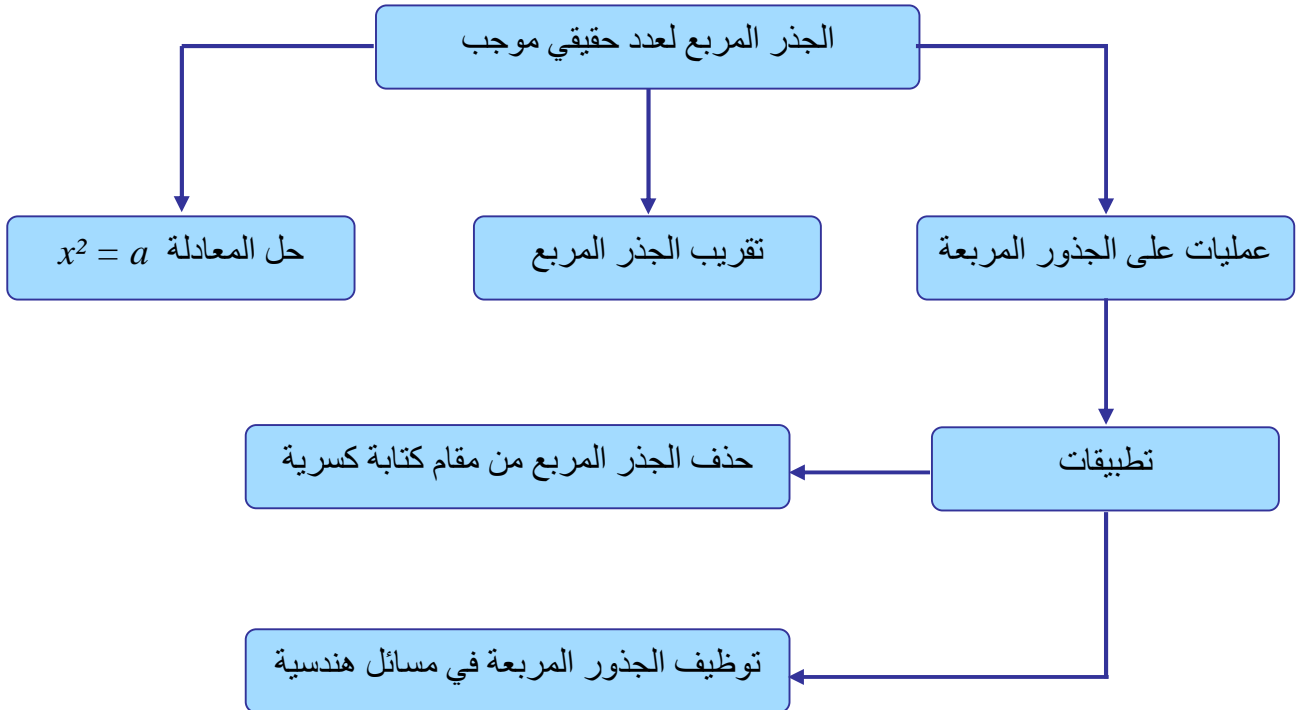 الجذر المربع لعدد حقيقي موجب
عمليات على الجذور المربعة
تقريب الجذر المربع
حل المعادلة x² = a
تطبيقات
حذف الجذر المربع من مقام كتابة كسرية
توظيف الجذور المربعة في مسائل هندسية